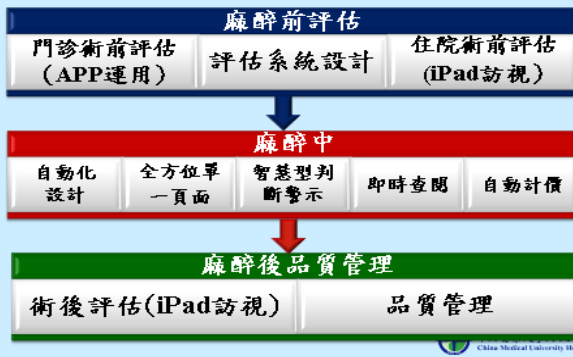 麻醉前評估
門診術前評估
(APP運用)
評估系統設計
住院術前評估
(iPad訪視)
麻醉中
自動化
設計
全方位單
一頁面
智慧型判
斷警示
即時查閱
自動計價
麻醉後品質管理
術後評估(iPad訪視)
品質管理
China Medical University